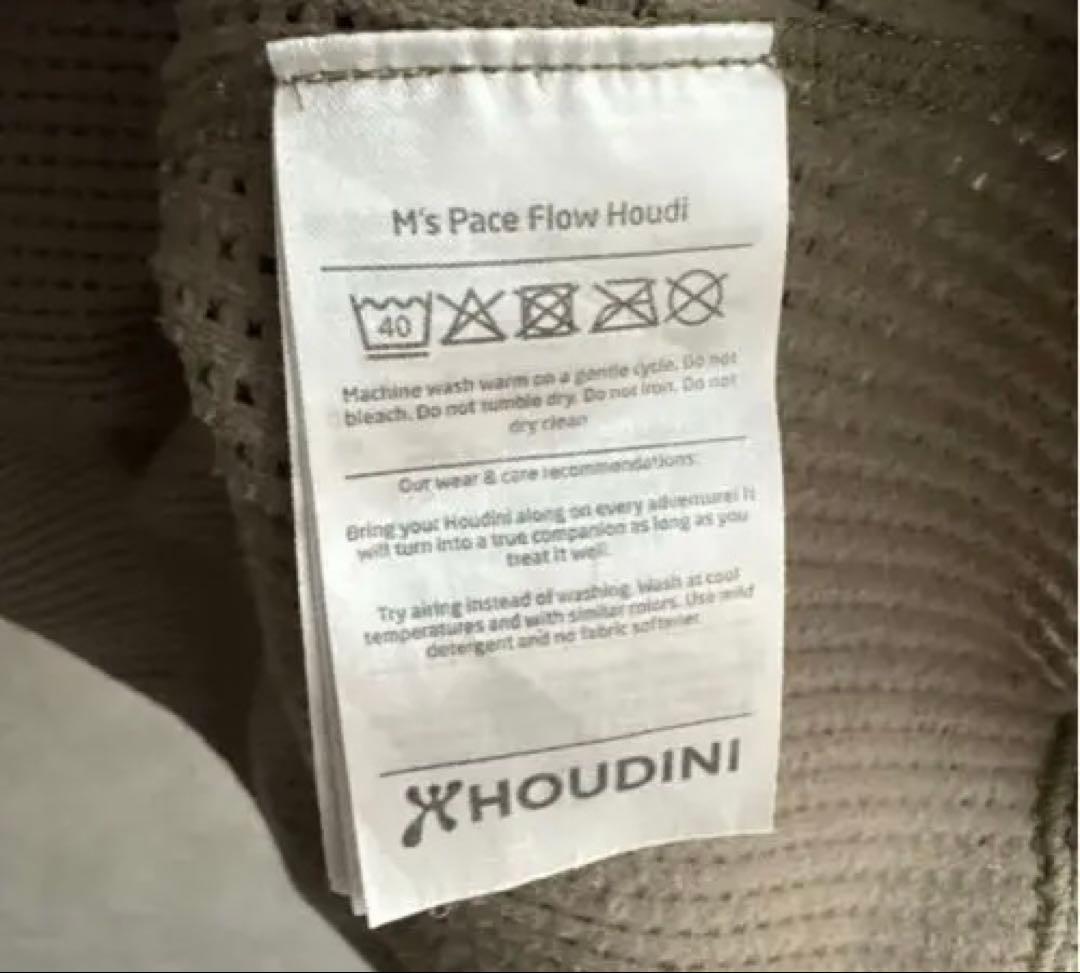 M's Pace Flow Houdi
40
Machine wash warm on a gentle cycle. Do not
bleach. Do not tumble dry. Do not iron. Do not
dry clean
Our wear & care recommendations:
Bring your Houdini along on every adventure! It
will turn into a true companion as long as you
treat it well.
Try airing instead of washing. Wash at cool
temperatures and with similar colors. Use mild
detergent and no fabric softener.
HOUDINI